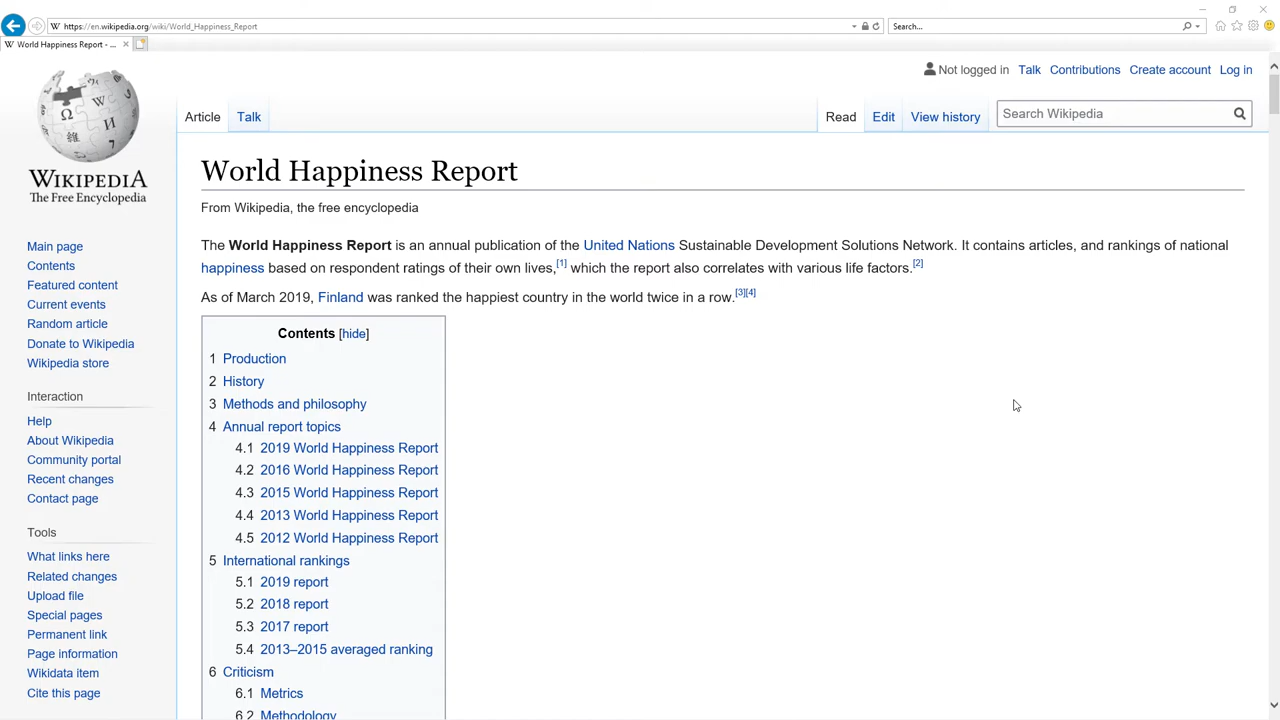 https://en.wikipedia.org/wiki/World_Happiness_Report
Search...
World Happiness Report - ...
Not logged in Talk Contributions Create account Log in
Article Talk Read Edit View history Search Wikipedia
WIKIPEDIA
The Free Encyclopedia
Main page
Contents
Featured content
Current events
Random article
Donate to Wikipedia
Wikipedia store
Interaction
Help
About Wikipedia
Community portal
Recent changes
Contact page
Tools
What links here
Related changes
Upload file
Special pages
Permanent link
Page information
Wikidata item
Cite this page
World Happiness Report
From Wikipedia, the free encyclopedia
The World Happiness Report is an annual publication of the United Nations Sustainable Development Solutions Network. It contains articles, and rankings of national
happiness based on respondent ratings of their own lives,[1] which the report also correlates with various life factors.[2]
As of March 2019, Finland was ranked the happiest country in the world twice in a row.[3][4]
Contents [hide]
1 Production
2 History
3 Methods and philosophy
4 Annual report topics
4.1 2019 World Happiness Report
4.2 2016 World Happiness Report
4.3 2015 World Happiness Report
4.4 2013 World Happiness Report
4.5 2012 World Happiness Report
5 International rankings
5.1 2019 report
5.2 2018 report
5.3 2017 report
5.4 2013–2015 averaged ranking
6 Criticism
6.1 Metrics
6.2 Methodology